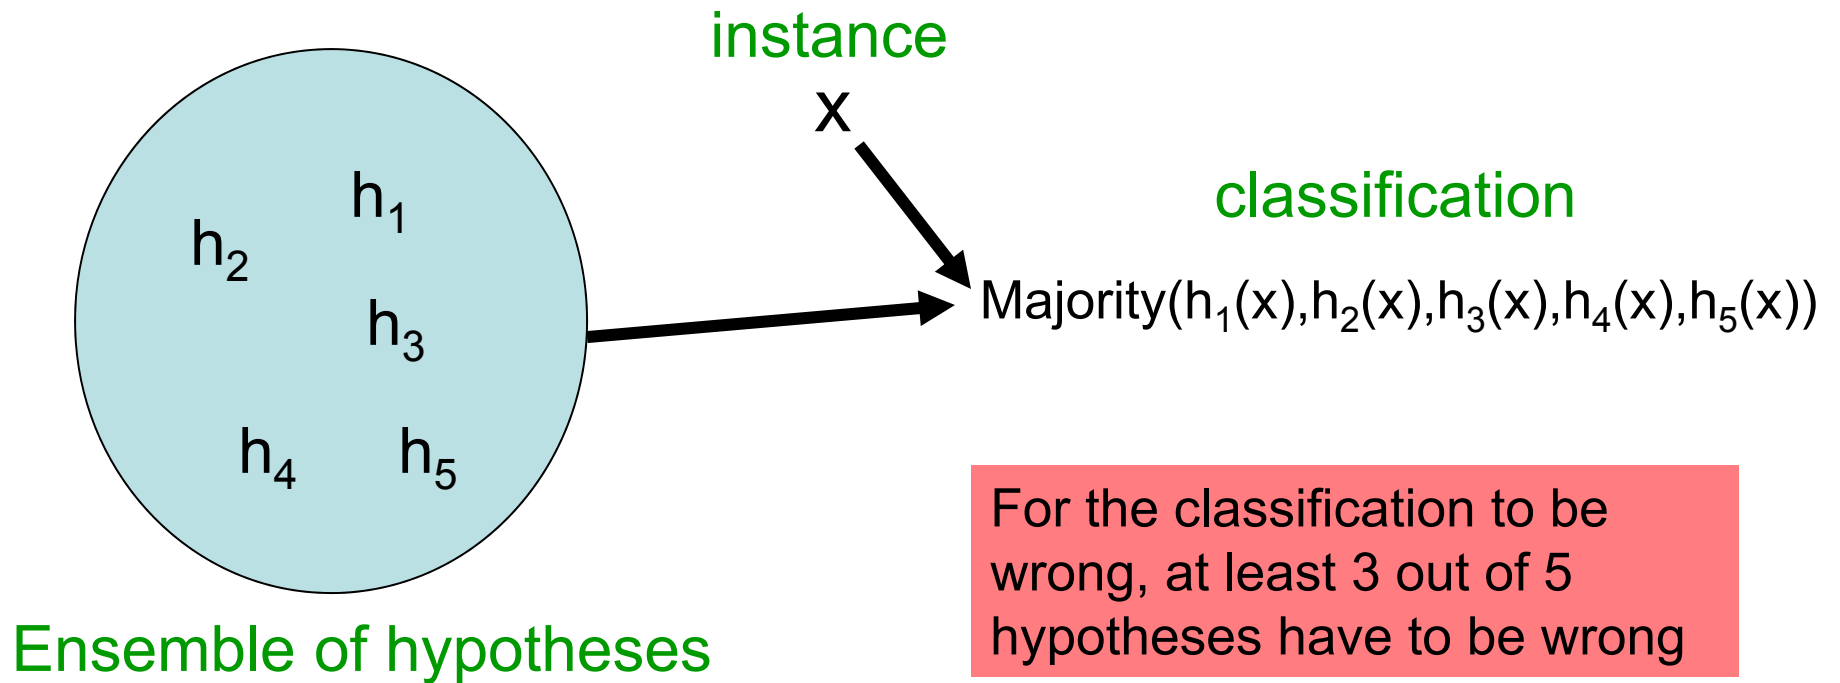 instance
x
classification
h₁
h₂
h₃
h₄ h₅
Majority(h₁(x),h₂(x),h₃(x),h₄(x),h₅(x))
For the classification to be
wrong, at least 3 out of 5
hypotheses have to be wrong
Ensemble of hypotheses